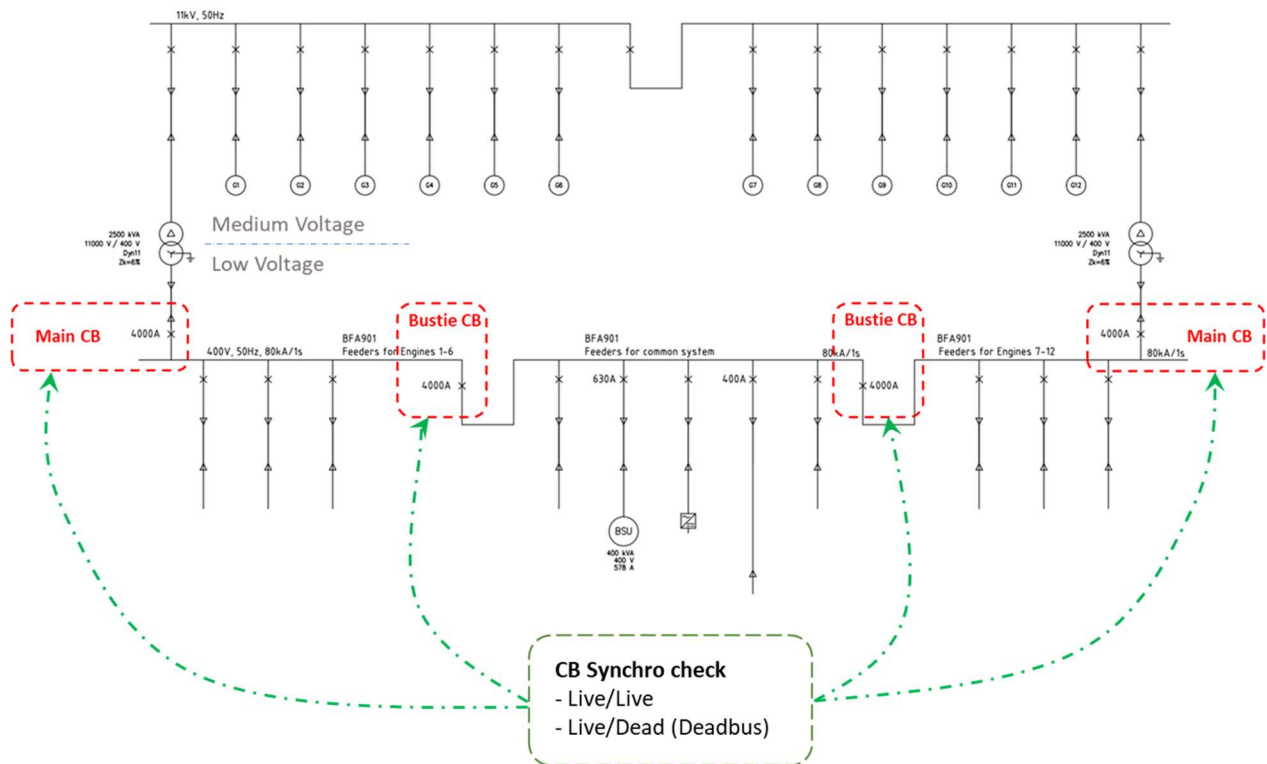 11kV, 50Hz
G1
G2
G3
G4
G5
G6
G7
G8
G9
G10
G11
G12
Medium Voltage
Low Voltage
2500 kVA
11000 V / 400 V
Dyn11
Zk=6%
2500 kVA
11000 V / 400 V
Dyn11
Zk=6%
Main CB
4000A
400V, 50Hz, 80kA/1s
BFA901
Feeders for Engines 1-6
Bustie CB
4000A
BFA901
Feeders for common system
630A
400A
80kA/1s
Bustie CB
4000A
BFA901
Feeders for Engines 7-12
4000A
Main CB
80kA/1s
BSU
400 kVA
400 V
578 A
CB Synchro check
- Live/Live
- Live/Dead (Deadbus)